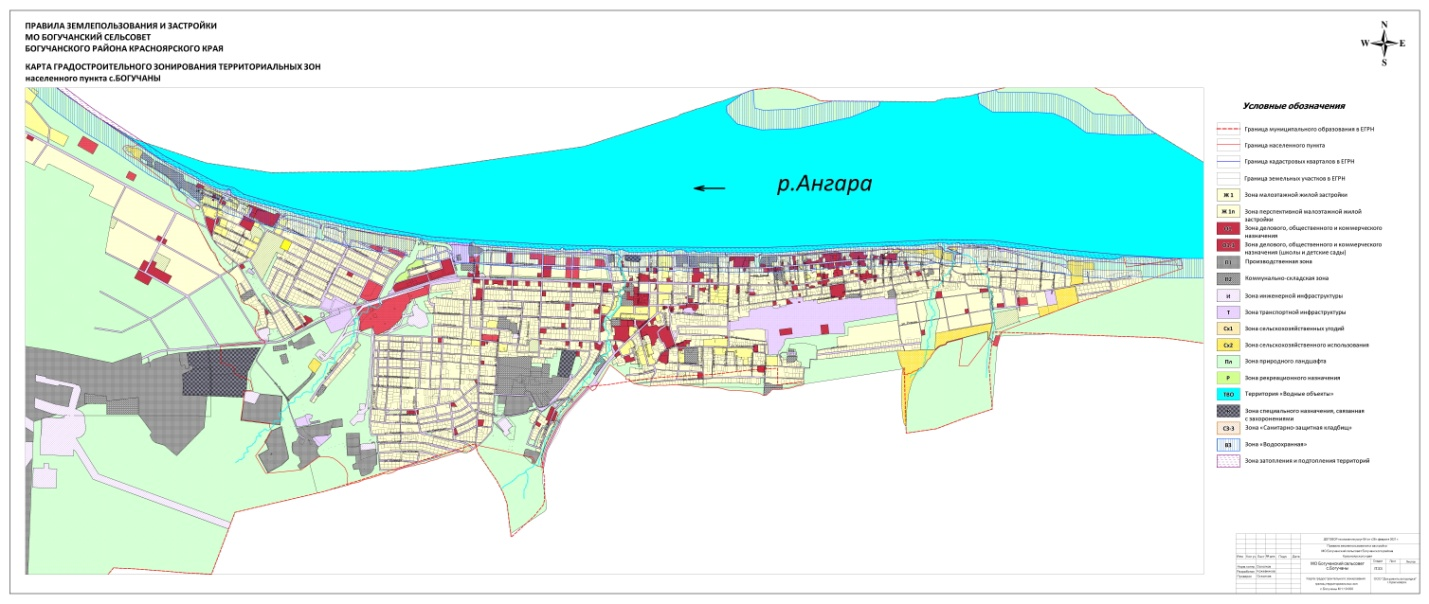 ПРАВИЛА ЗЕМЛЕПОЛЬЗОВАНИЯ И ЗАСТРОЙКИ
МО БОГУЧАНСКИЙ СЕЛЬСОВЕТ
БОГУЧАНСКОГО РАЙОНА КРАСНОЯРСКОГО КРАЯ
КАРТА ГРАДОСТРОИТЕЛЬНОГО ЗОНИРОВАНИЯ ТЕРРИТОРИАЛЬНЫХ ЗОН
населенного пункта с.БОГУЧАНЫ
N
W E
S
р.Ангара
Условные обозначения
Граница муниципального образования в ЕГРН
Граница населенного пункта
Граница кадастровых кварталов в ЕГРН
Граница земельных участков в ЕГРН
Ж 1 Зона малоэтажной жилой застройки
Ж 1п Зона перспективной малоэтажной жилой
застройки
Зона делового, общественного и коммерческого
назначения
Зона делового, общественного и коммерческого
назначения (школы и детские сады)
П1 Производственная зона
П2 Коммунально-складская зона
И Зона инженерной инфраструктуры
Т Зона транспортной инфраструктуры
Сх1 Зона сельскохозяйственных угодий
Сх2 Зона сельскохозяйственного использования
Пл Зона природного ландшафта
Р Зона рекреационного назначения
ТВО Территория «Водные объекты»
Зона специального назначения, связанная
с захоронениями
СЗ-3 Зона «Санитарно-защитная кладбищ»
ВЗ Зона «Водоохранная»
Зона затопления и подтопления территорий
МО Богучанский сельсовет
с.Богучаны